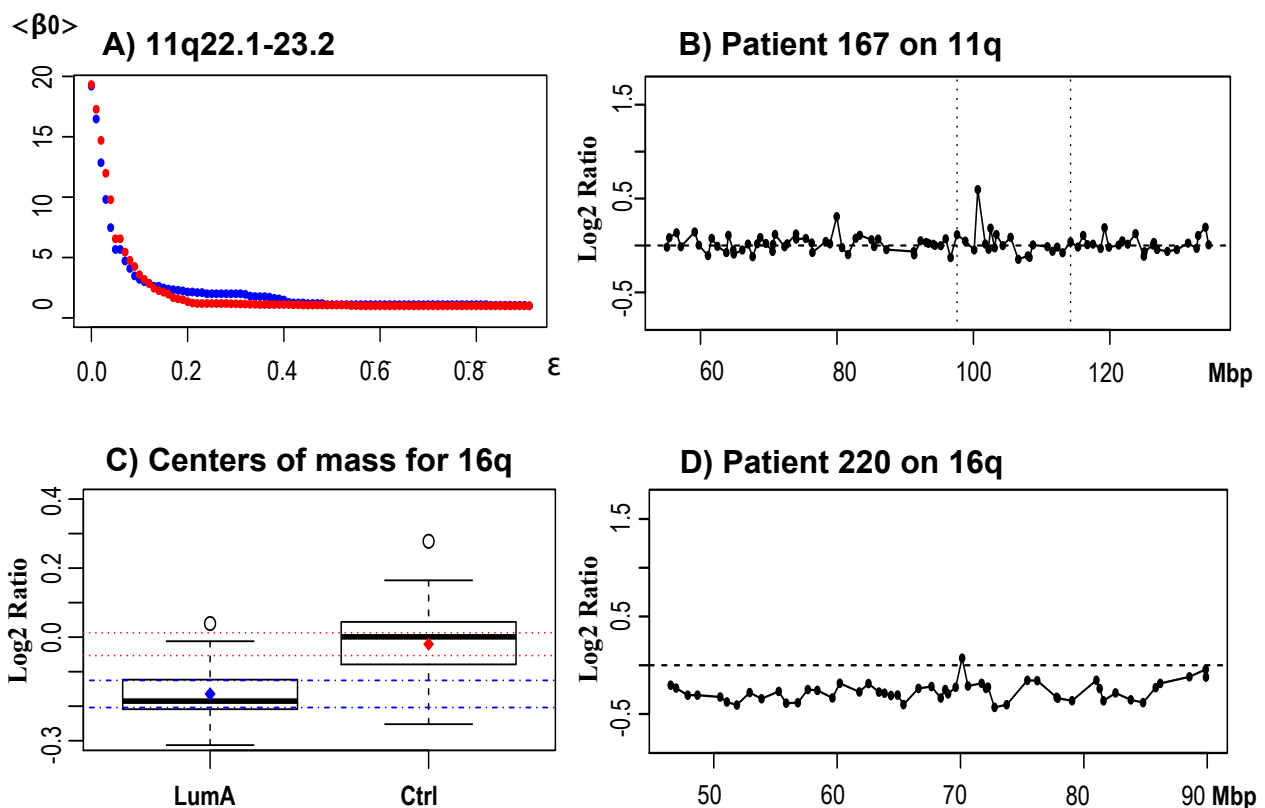 <β0>
A) 11q22.1-23.2
20
15
10
5
0
0.0 0.2 0.4 0.6 0.8 ε
B) Patient 167 on 11q
Log2 Ratio
1.5
0.5
-0.5
60 80 100 120 Mbp
C) Centers of mass for 16q
Log2 Ratio
0.4
0.2
0.0
-0.3
LumA Ctrl
D) Patient 220 on 16q
Log2 Ratio
1.5
0.5
-0.5
50 60 70 80 90 Mbp